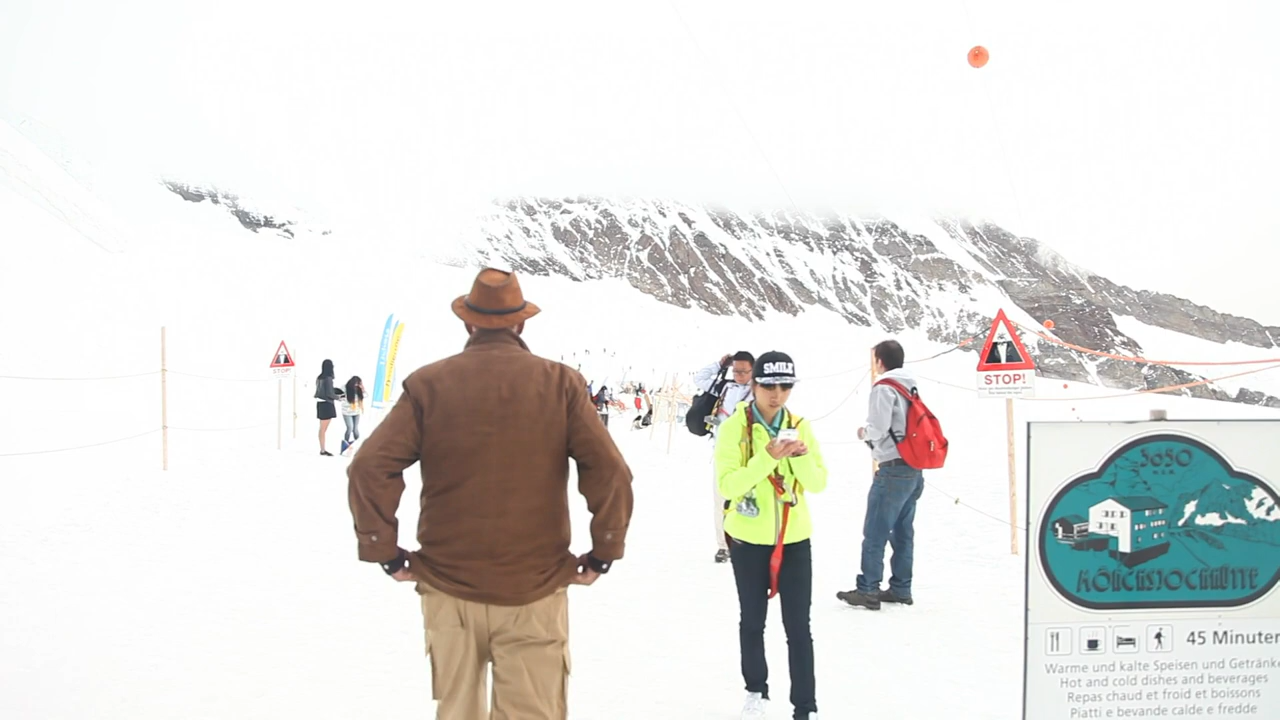 STOP!
SMILE
STOP!
3650
MÖNCHSJOCHHÜTTE
45 Minuten
Warme und kalte Speisen und Getränke
Hot and cold dishes and beverages
Repas chaud et froid et boissons
Piatti e bevande calde e fredde